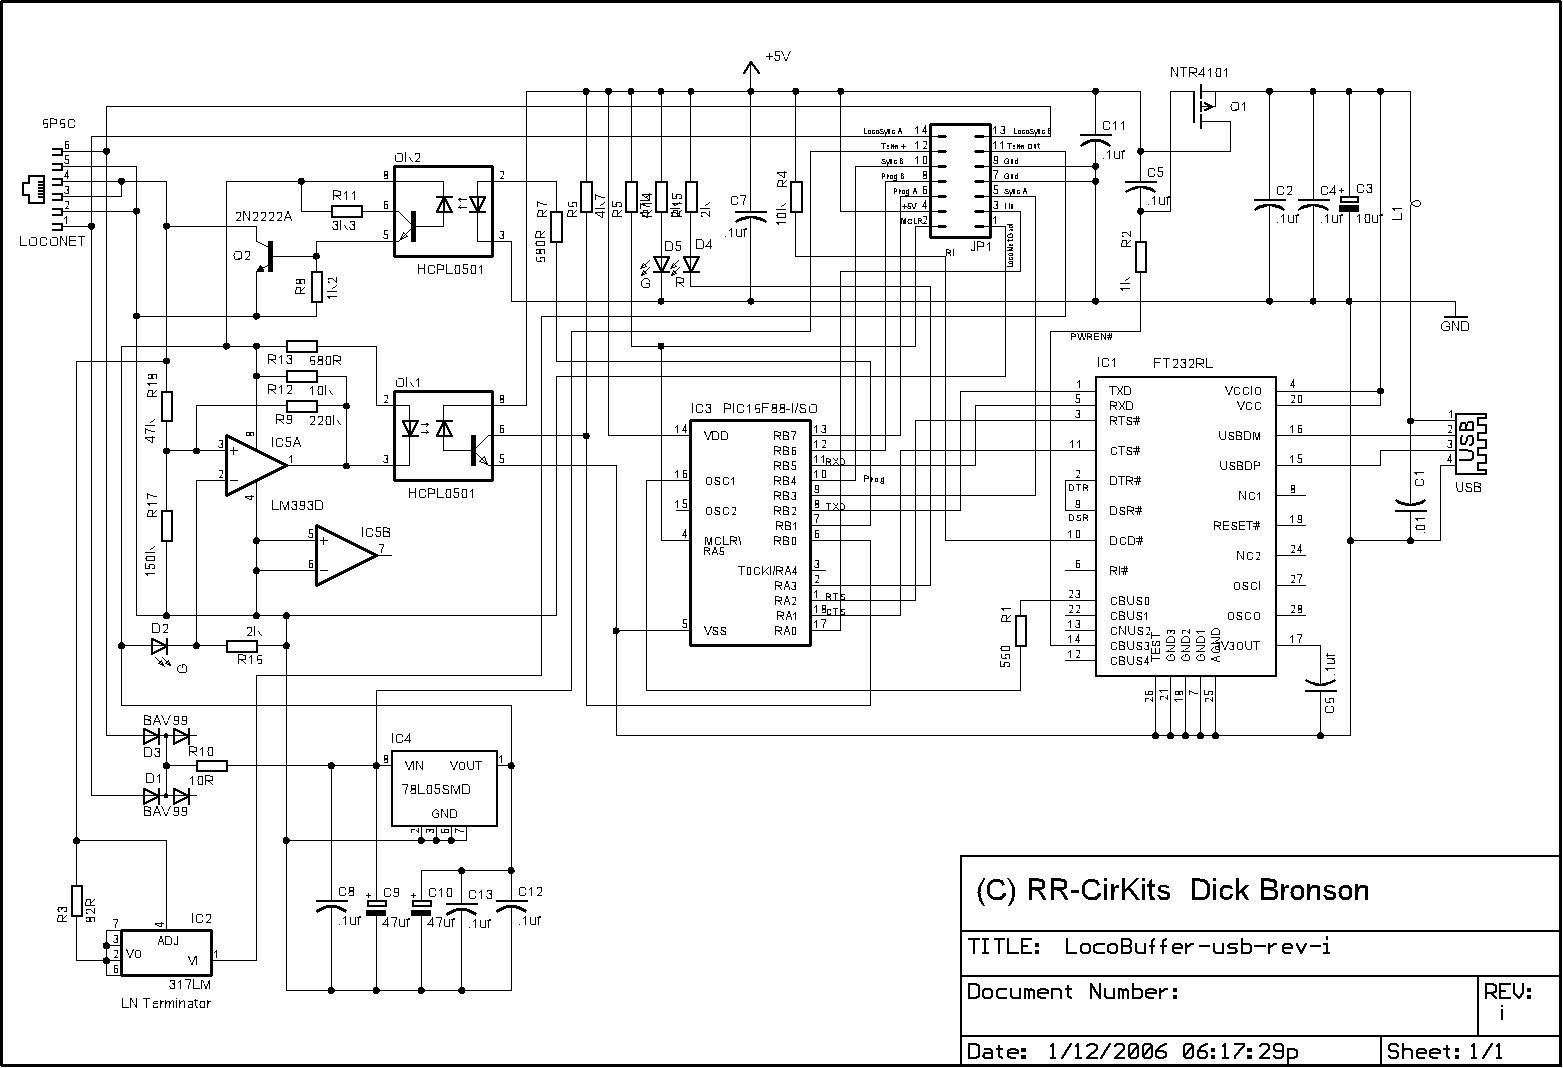 +5V
NTR4101
Q1
6P6C
6
5
4
3
2
1
LOCONET
2N2222A
Q2
R11
3k3
R8
1k2
OK2
8
6
5
2
3
HCPL0501
R7
680R
R6
4k7
R5
R14
R15
2k
D5
G
D4
R
C7
.1uf
R4
10k
LocoSync A 14
Term + 12
Sync B 10
Prog B 8
Prog A 6
+5V 4
MCLR 2
13
11 Term Out
9 Gnd
7 Gnd
5 Sync A
3
1
JP1
RI
C11
.1uf
C5
.1uf
R2
1k
C2
.1uf
C4
.1uf
C3
10uf
L1
0
GND
PWREN#
R18
47k
R17
150k
R13 680R
R12 10k
R9 220k
IC5A
3
2
8
1
4
LM393D
IC5B
5
6
7
OK1
2
3
8
6
5
HCPL0501
D2
G
2k
R16
IC3 PIC16F88-I/SO
14 VDD
16 OSC1
15 OSC2
4 MCLR\
RA5
5 VSS
RB7 13
RB6 12
RB5 11 RXD
RB4 10 Prog
RB3 9
RB2 8 TXD
RB1 7
RB0 6
TOCKI/RA4 3
RA3 2
RA2 1 RTS
RA1 18 CTS
RA0 17
IC1 FT232RL
1 TXD
5 RXD
3 RTS#
11 CTS#
2 DTR#
DTR
9 DSR#
DSR
10 DCD#
6 RI#
23 CBUS0
22 CBUS1
13 CNUS2
14 CBUS3
12 CBUS4
VCCIO 4
VCC 20
USBDM 16
USBDP 15
NC1 8
RESET# 19
NC2 24
OSCI 27
OSCO 28
V3OUT 17
TEST
GND3
GND2
GND1
AGND
26
21
18
7
25
R1
550
C6
.1uf
C1
.01
1
2
3
4
USB
USB
BAV99
D3
R10
10R
D1
BAV99
IC4
8 VIN
VOUT 1
78L05SMD
GND
2
3
6
7
C8
.1uf
C9
47uf
C10
47uf
C13
.1uf
C12
.1uf
R3
82R
IC2
7
3
2
6
VO
ADJ
4
VI
1
317LM
LN Terminator
(C) RR-CirKits Dick Bronson
TITLE: LocoBuffer-usb-rev-i
Document Number:
REV:
i
Date: 1/12/2006 06:17:29p
Sheet: 1/1